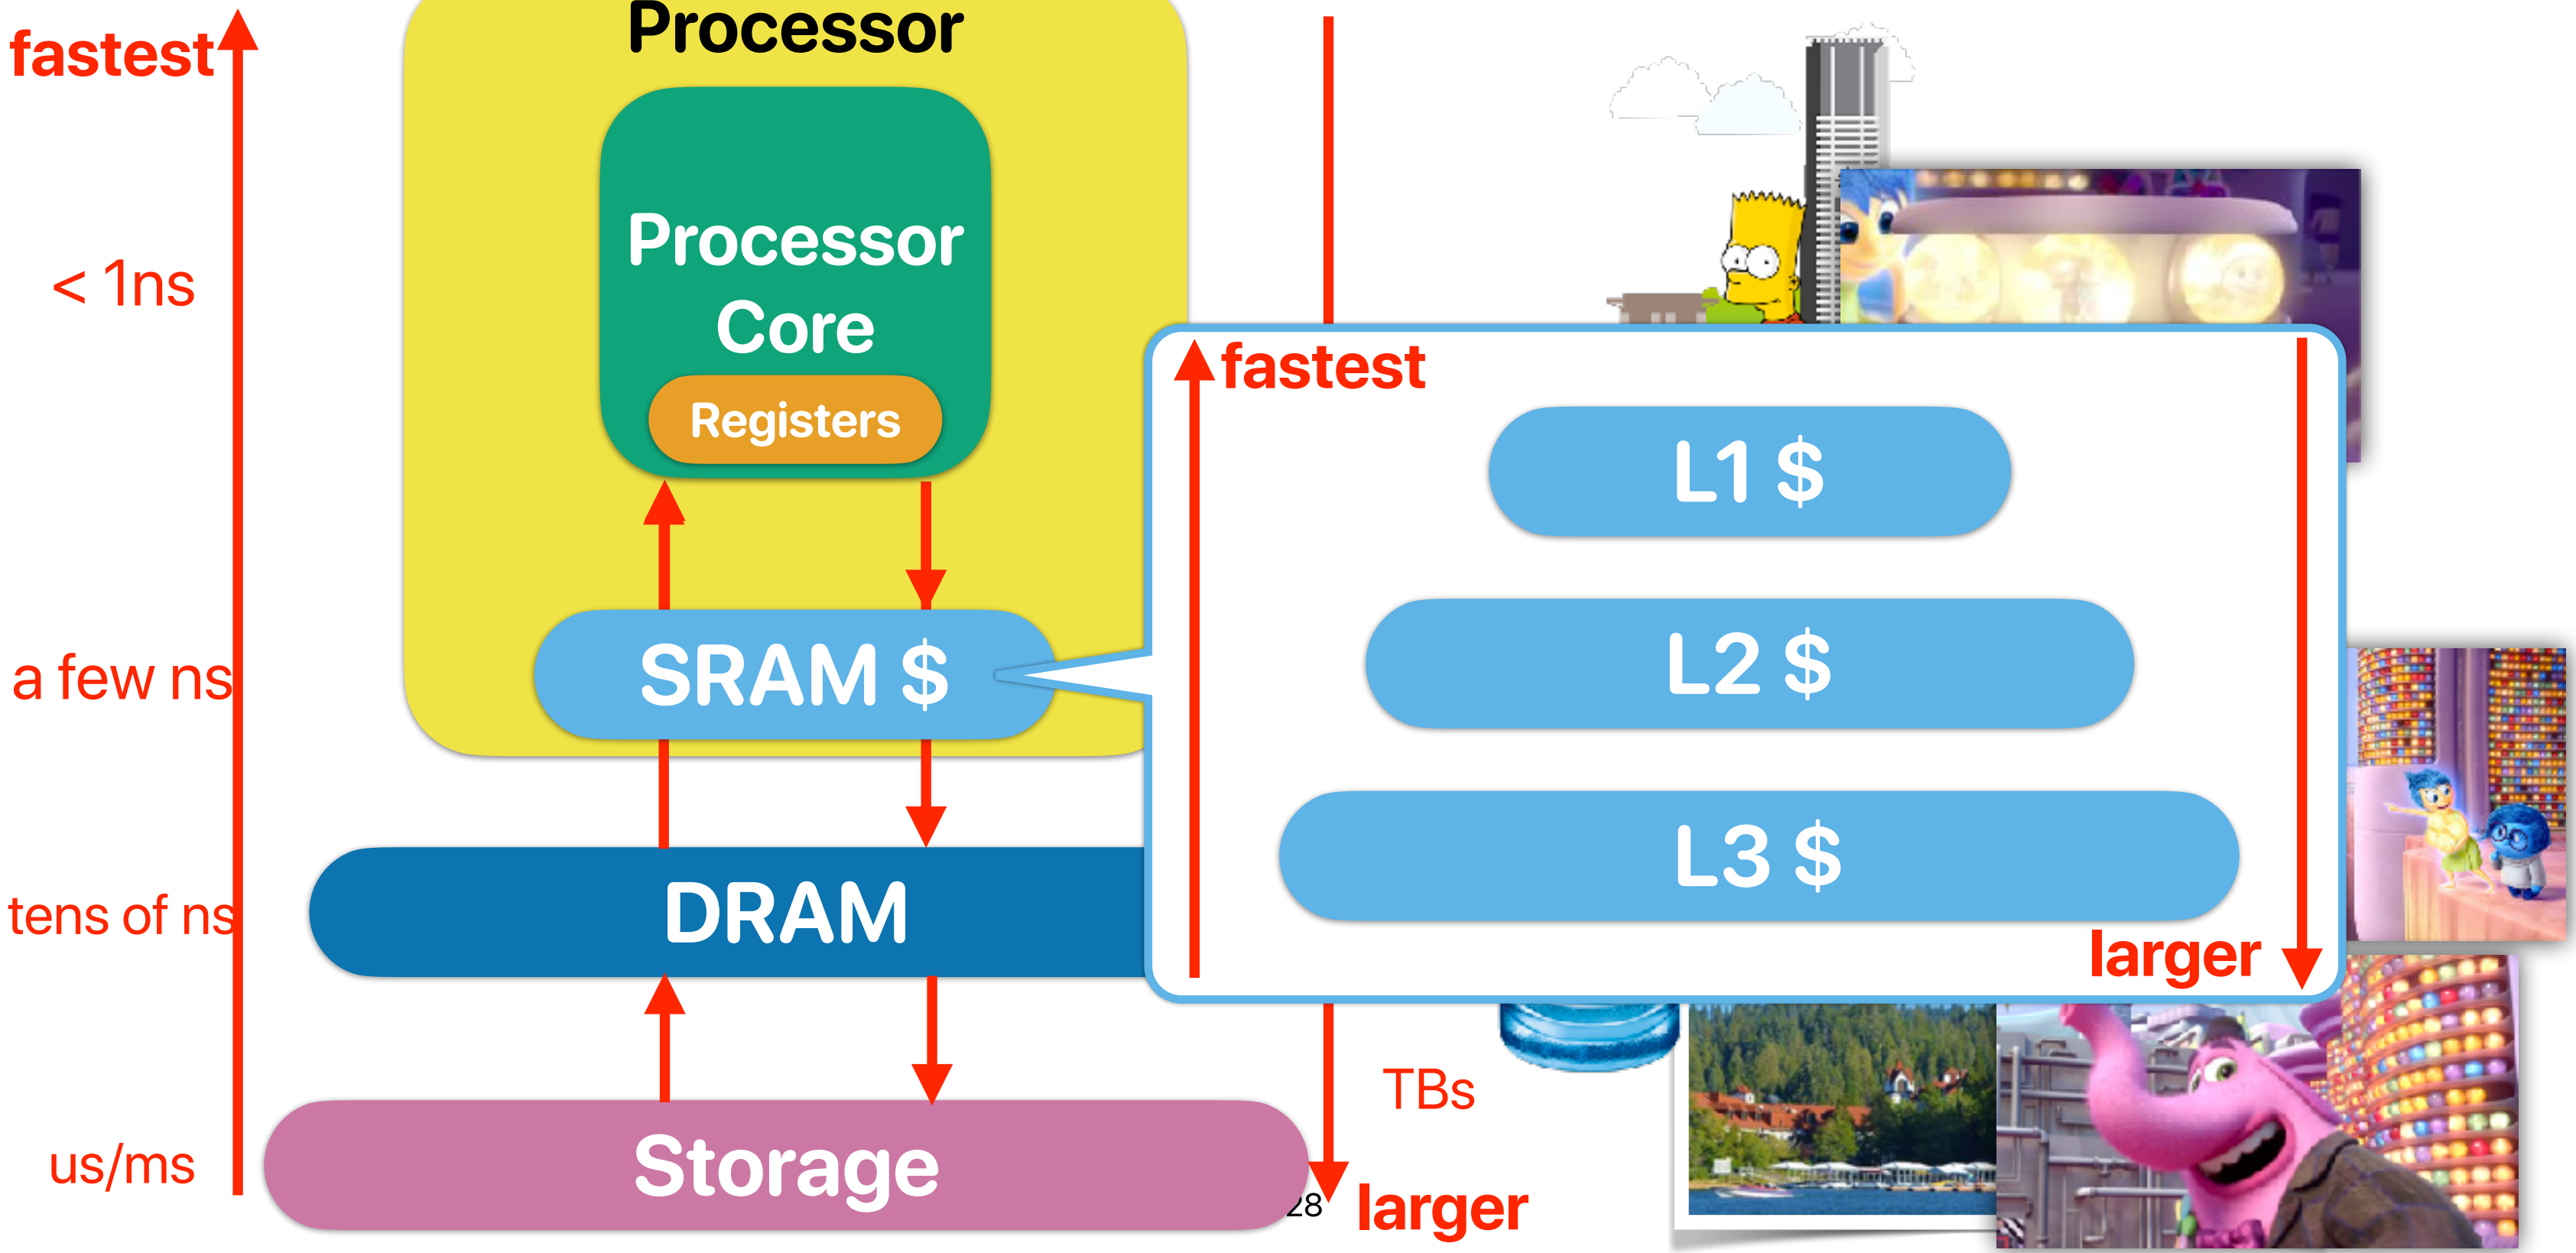 Processor
fastest
< 1ns
a few ns
tens of ns
us/ms
Processor
Core
Registers
SRAM $
DRAM
Storage
fastest
L1 $
L2 $
L3 $
larger
TBs
larger
28